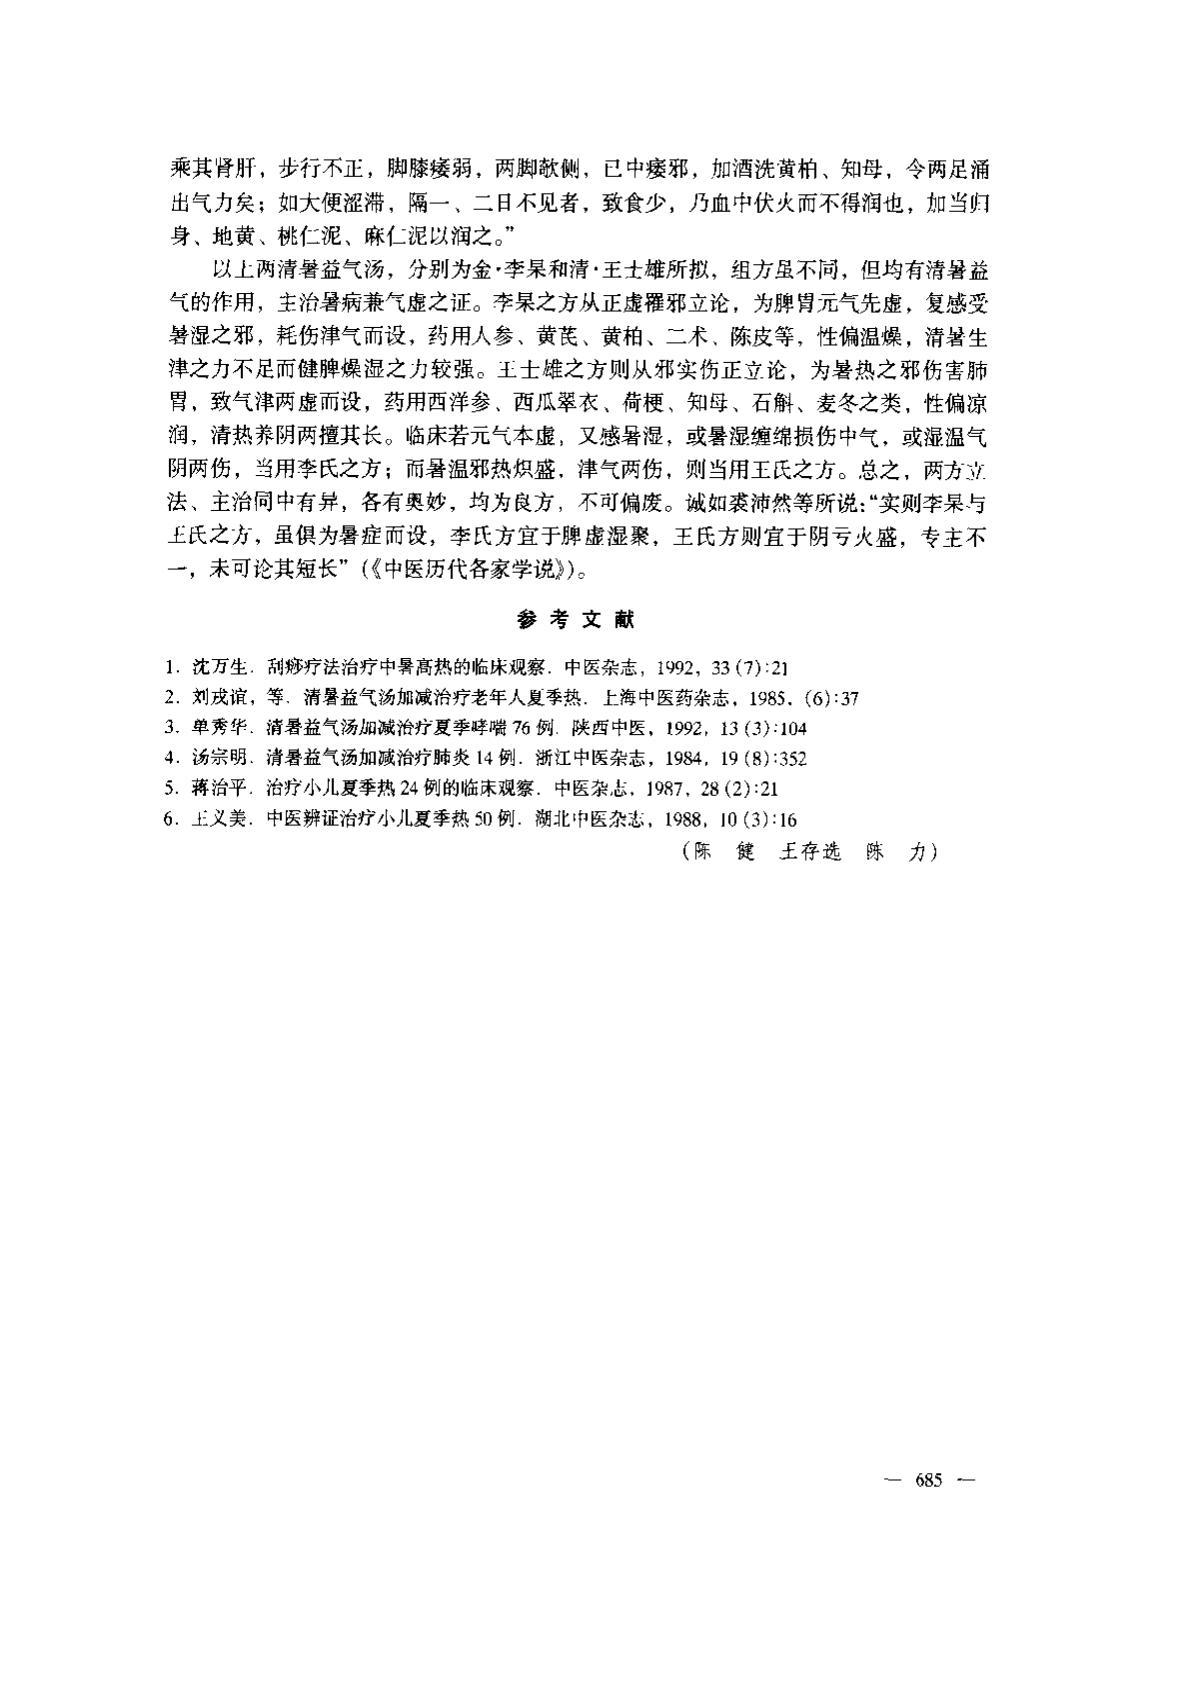 乘其肾肝，步行不正，脚膝痿弱，两脚欹侧，已中痿邪，加酒洗黄柏、知母，令两足涌
出气力矣；如大便涩滞，隔一、二日不见者，致食少，乃血中伏火而不得润也，加当归
身、地黄、桃仁泥、麻仁泥以润之。”
以上两清暑益气汤，分别为金·李杲和清·王士雄所拟，组方虽不同，但均有清暑益
气的作用，主治暑病兼气虚之证。李杲之方从正虚罹邪立论，为脾胃元气先虚，复感受
暑湿之邪，耗伤津气而设，药用人参、黄芪、黄柏、二术、陈皮等，性偏温燥，清暑生
津之力不足而健脾燥湿之力较强。王士雄之方则从邪实伤正立论，为暑热之邪伤害肺
胃，致气津两虚而设，药用西洋参、西瓜翠衣、荷梗、知母、石斛、麦冬之类，性偏凉
润，清热养阴两擅其长。临床若元气本虚，又感暑湿，或暑湿缠绵损伤中气，或湿温气
阴两伤，当用李氏之方；而暑温邪热炽盛，津气两伤，则当用王氏之方。总之，两方立
法、主治同中有异，各有奥妙，均为良方，不可偏废。诚如裘沛然等所说：“实则李杲与
王氏之方，虽俱为暑症而设，李氏方宜于脾虚湿聚，王氏方则宜于阴亏火盛，专主不
一，未可论其短长”（《中医历代各家学说》）。
参考文献
1．沈万生．刮痧疗法治疗中暑高热的临床观察．中医杂志，1992，33（7）：21
2．刘戎谊，等．清暑益气汤加减治疗老年人夏季热．上海中医药杂志，1985，（6）：37
3．单秀华．清暑益气汤加减治疗夏季哮喘76例．陕西中医，1992，13（3）：104
4．汤宗明．清暑益气汤加减治疗肺炎14例．浙江中医杂志，1984，19（8）：352
5．蒋治平．治疗小儿夏季热24例的临床观察．中医杂志，1987，28（2）：21
6．王义美．中医辨证治疗小儿夏季热50例．湖北中医杂志，1988，10（3）：16
（陈　健　王存选　陈　力）
— 685 —